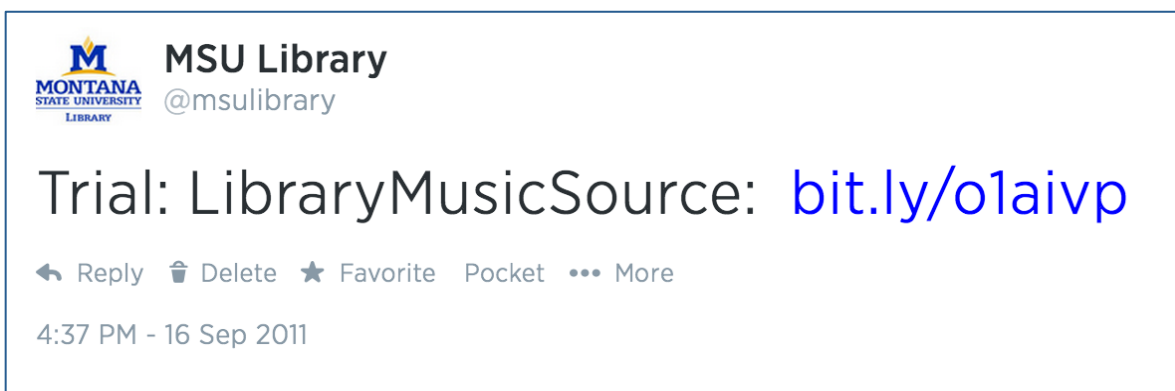 MSU Library
@msulibrary
M
MONTANA
STATE UNIVERSITY
LIBRARY
Trial: LibraryMusicSource: bit.ly/o1aivp
Reply Delete Favorite Pocket ••• More
4:37 PM - 16 Sep 2011